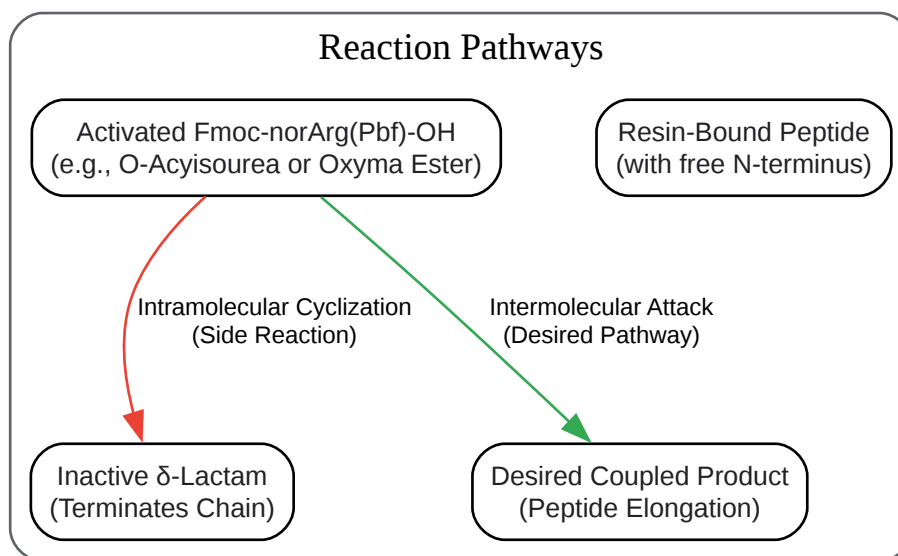 Reaction Pathways
Activated Fmoc-norArg(Pbf)-OH
(e.g., O-Acyisourea or Oxyma Ester)
Resin-Bound Peptide
(with free N-terminus)
Intramolecular Cyclization
(Side Reaction)
Intermolecular Attack
(Desired Pathway)
Inactive δ-Lactam
(Terminates Chain)
Desired Coupled Product
(Peptide Elongation)